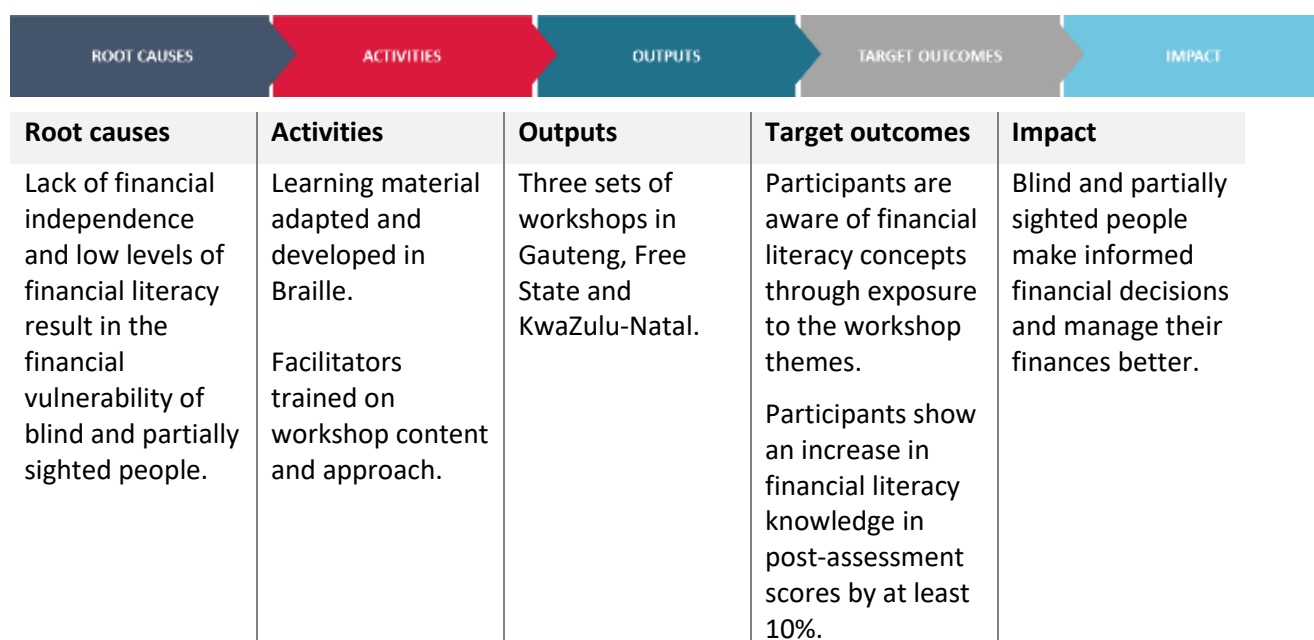 ROOT CAUSES
ACTIVITIES
OUTPUTS
TARGET OUTCOMES
IMPACT
Root causes
Lack of financial
independence
and low levels of
financial literacy
result in the
financial
vulnerability of
blind and partially
sighted people.
Activities
Learning material
adapted and
developed in
Braille.
Facilitators
trained on
workshop content
and approach.
Outputs
Three sets of
workshops in
Gauteng, Free
State and
KwaZulu-Natal.
Target outcomes
Participants are
aware of financial
literacy concepts
through exposure
to the workshop
themes.
Participants show
an increase in
financial literacy
knowledge in
post-assessment
scores by at least
10%.
Impact
Blind and partially
sighted people
make informed
financial decisions
and manage their
finances better.